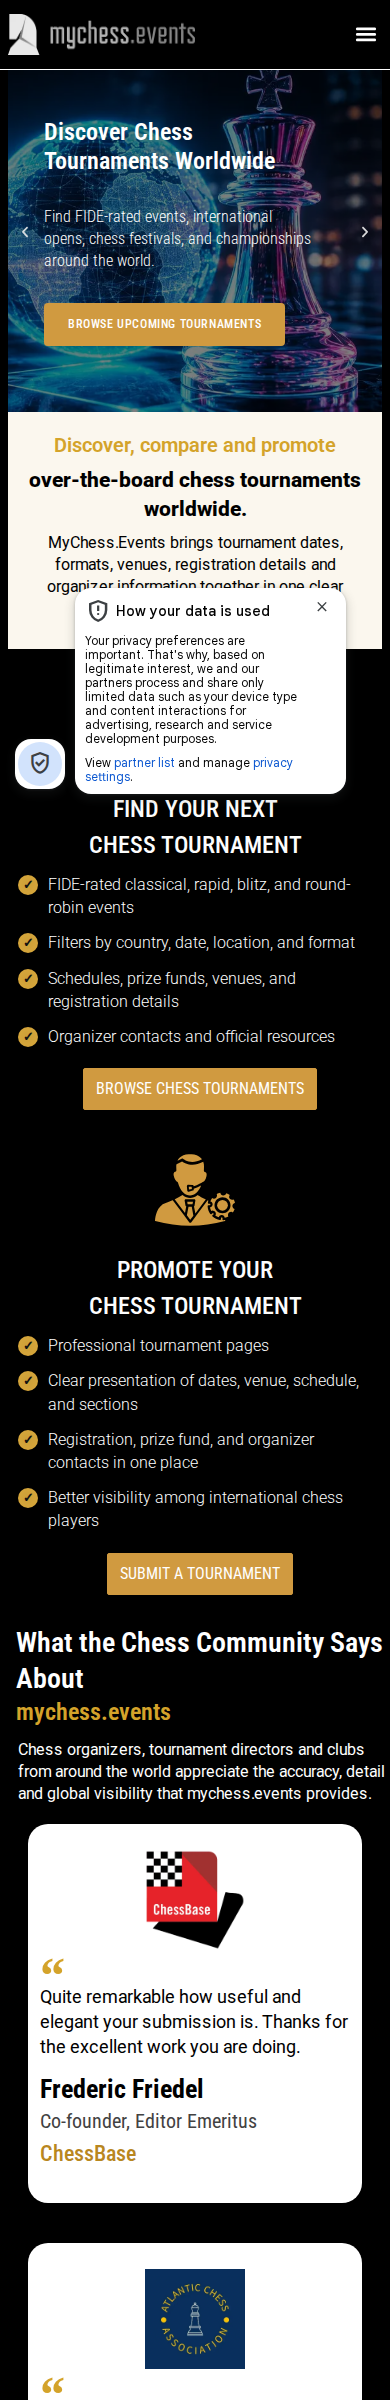 mychess.events
Discover Chess
Tournaments Worldwide
Find FIDE-rated events, international
opens, chess festivals, and championships
around the world.
BROWSE UPCOMING TOURNAMENTS
Discover, compare and promote
over-the-board chess tournaments
worldwide.
MyChess.Events brings tournament dates,
formats, venues, registration details and
organizer information together in one clear
How your data is used
Your privacy preferences are
important. That's why, based on
legitimate interest, we and our
partners process and share only
limited data such as your device type
and content interactions for
advertising, research and service
development purposes.
View partner list and manage privacy
settings.
FIND YOUR NEXT
CHESS TOURNAMENT
FIDE-rated classical, rapid, blitz, and round-
robin events
Filters by country, date, location, and format
Schedules, prize funds, venues, and
registration details
Organizer contacts and official resources
BROWSE CHESS TOURNAMENTS
PROMOTE YOUR
CHESS TOURNAMENT
Professional tournament pages
Clear presentation of dates, venue, schedule,
and sections
Registration, prize fund, and organizer
contacts in one place
Better visibility among international chess
players
SUBMIT A TOURNAMENT
What the Chess Community Says
About
mychess.events
Chess organizers, tournament directors and clubs
from around the world appreciate the accuracy, detail
and global visibility that mychess.events provides.
ChessBase
“
Quite remarkable how useful and
elegant your submission is. Thanks for
the excellent work you are doing.
Frederic Friedel
Co-founder, Editor Emeritus
ChessBase
ATLANTIC CHESS
ASSOCIATION
“